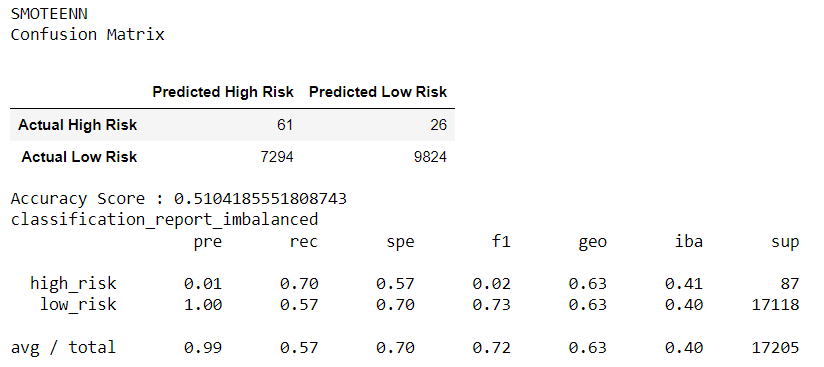 SMOTEENN
Confusion Matrix
Predicted High Risk Predicted Low Risk
Actual High Risk 61 26
Actual Low Risk 7294 9824
Accuracy Score : 0.5104185551808743
classification_report_imbalanced
pre rec spe f1 geo iba sup
high_risk 0.01 0.70 0.57 0.02 0.63 0.41 87
low_risk 1.00 0.57 0.70 0.73 0.63 0.40 17118
avg / total 0.99 0.57 0.70 0.72 0.63 0.40 17205